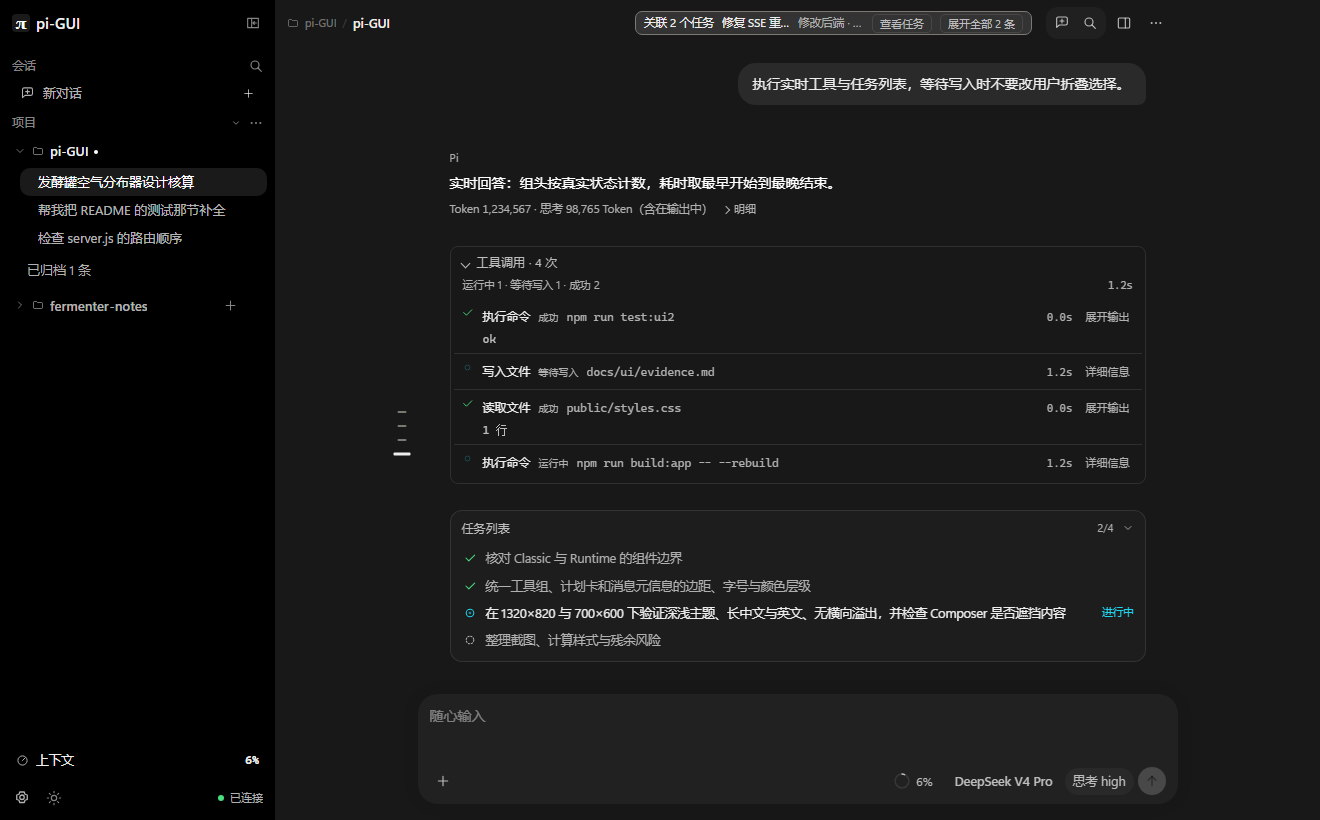 π pi-GUI
会话
新对话
项目
pi-GUI
发酵罐空气分布器设计核算
帮我把 README 的测试那节补全
检查 server.js 的路由顺序
已归档 1 条
fermenter-notes
上下文 6%
已连接
pi-GUI / pi-GUI
关联 2 个任务 修复 SSE 重... 修改后端 · ... 查看任务 展开全部 2 条
执行实时工具与任务列表，等待写入时不要改用户折叠选择。
Pi
实时回答：组头按真实状态计数，耗时取最早开始到最晚结束。
Token 1,234,567 · 思考 98,765 Token（含在输出中） 明细
工具调用 · 4 次
运行中 1 · 等待写入 1 · 成功 2 1.2s
执行命令 成功 npm run test:ui2 0.0s 展开输出
ok
写入文件 等待写入 docs/ui/evidence.md 1.2s 详细信息
读取文件 成功 public/styles.css 0.0s 展开输出
1 行
执行命令 运行中 npm run build:app -- --rebuild 1.2s 详细信息
任务列表 2/4
核对 Classic 与 Runtime 的组件边界
统一工具组、计划卡和消息元信息的边距、字号与颜色层级
在 1320×820 与 700×600 下验证深浅主题、长中文与英文、无横向溢出，并检查 Composer 是否遮挡内容 进行中
整理截图、计算样式与残余风险
随心输入
6% DeepSeek V4 Pro 思考 high